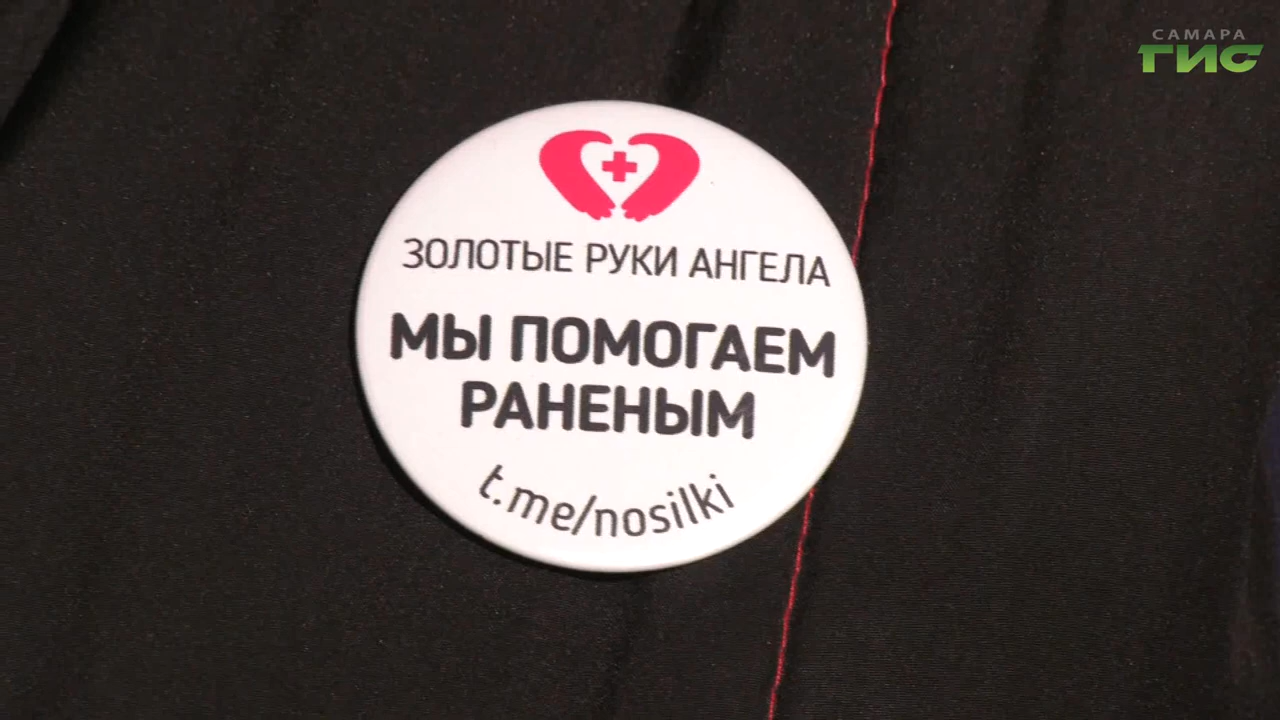 САМАРА
ГИС
ЗОЛОТЫЕ РУКИ АНГЕЛА
МЫ ПОМОГАЕМ
РАНЕНЫМ
t.me/nosilki